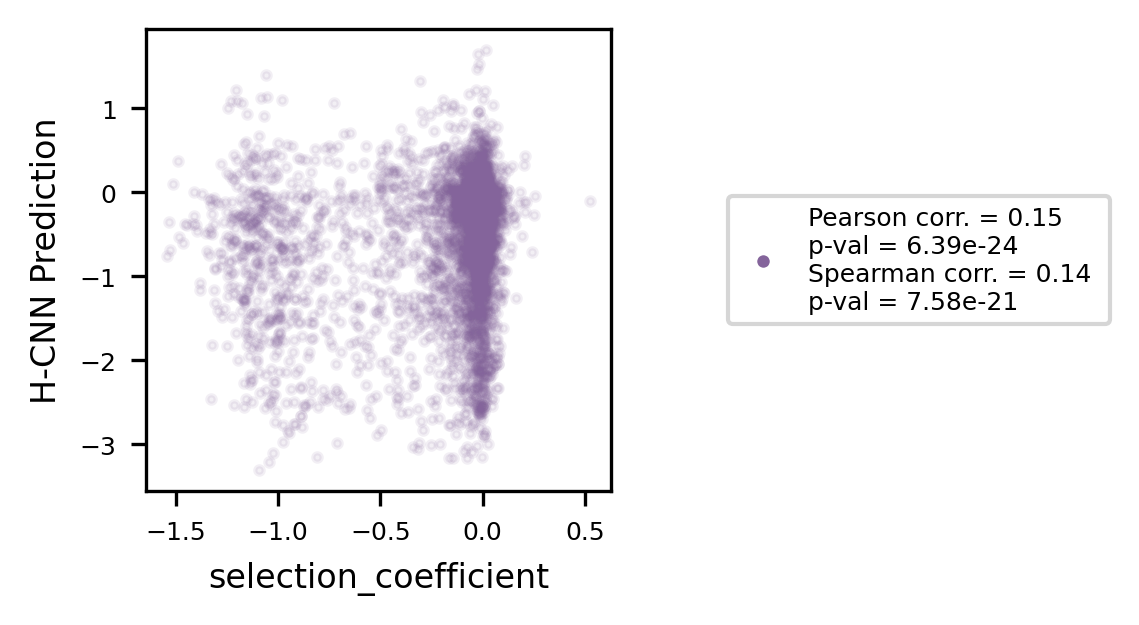 H-CNN Prediction
1
0
−1
−2
−3
−1.5
−1.0
−0.5
0.0
0.5
selection_coefficient
Pearson corr. = 0.15
p-val = 6.39e-24
Spearman corr. = 0.14
p-val = 7.58e-21